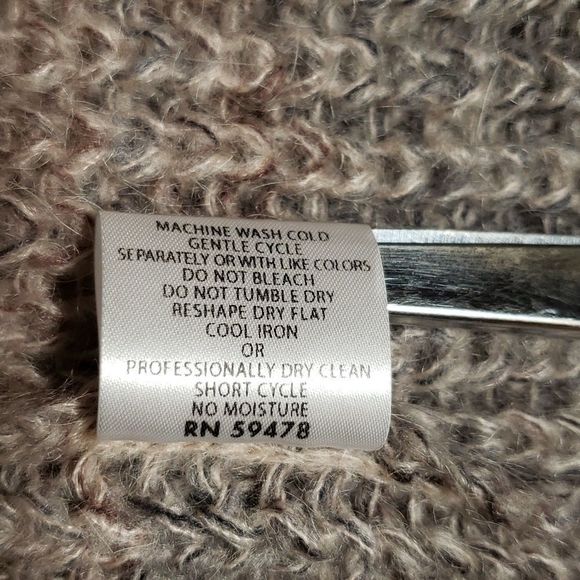 MACHINE WASH COLD
GENTLE CYCLE
SEPARATELY OR WITH LIKE COLORS
DO NOT BLEACH
DO NOT TUMBLE DRY
RESHAPE DRY FLAT
COOL IRON
OR
PROFESSIONALLY DRY CLEAN
SHORT CYCLE
NO MOISTURE
RN 59478